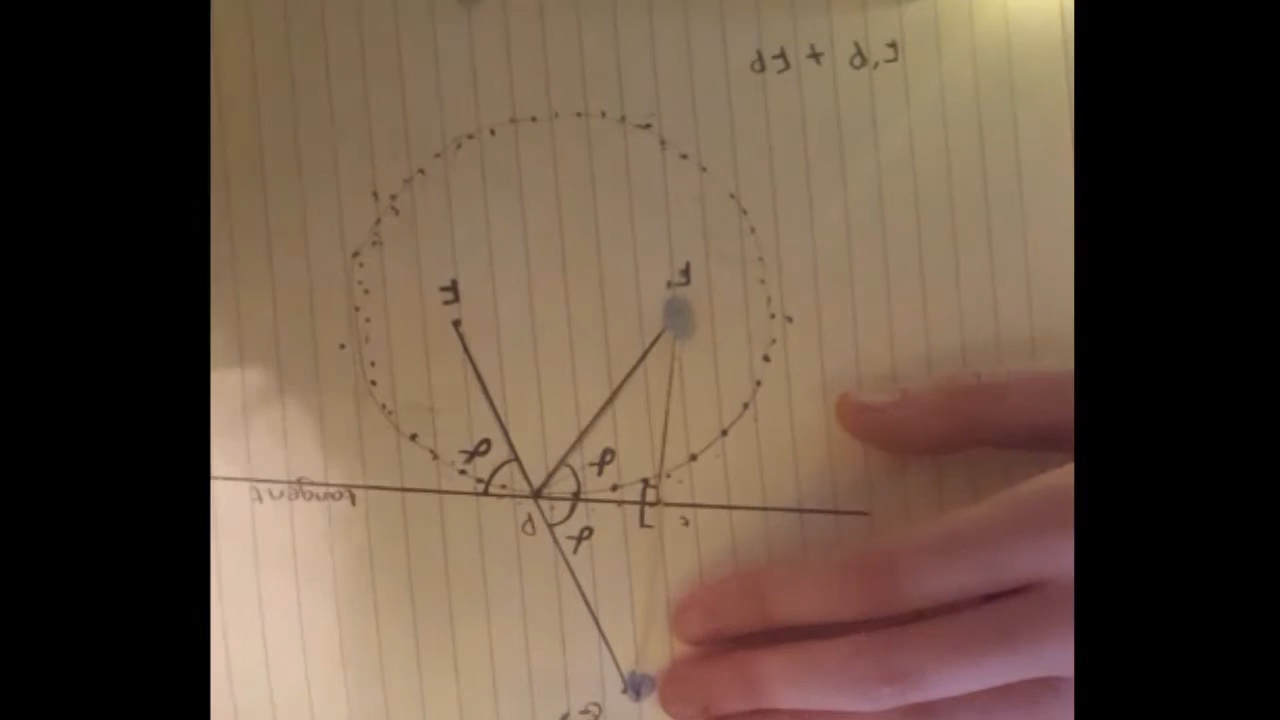 F'P + FP
F
F'
α
α
tangent
P
α